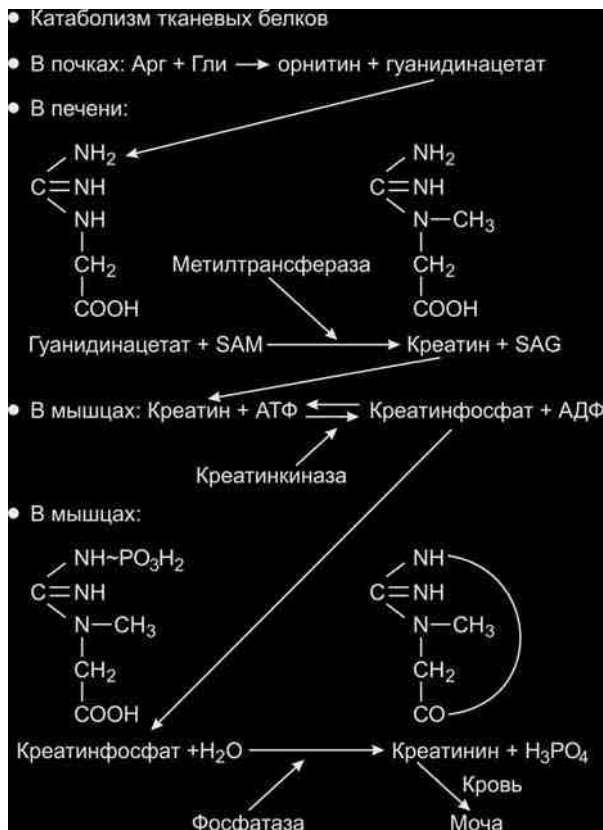 • Катаболизм тканевых белков
• В почках: Арг + Гли → орнитин + гуанидинацетат
• В печени:
NH₂ NH₂
C=NH C=NH
NH N—CH₃
CH₂ CH₂
Метилтрансфераза
COOH COOH
Гуанидинацетат + SAM → Креатин + SAG
• В мышцах: Креатин + АТФ ⇄ Креатинфосфат + АДФ
Креатинкиназа
• В мышцах:
NH~PO₃H₂ NH
C=NH C=NH
N—CH₃ N—CH₃
CH₂ CH₂
COOH CO
Креатинфосфат +H₂O → Креатинин + H₃PO₄
Кровь
Фосфатаза Моча